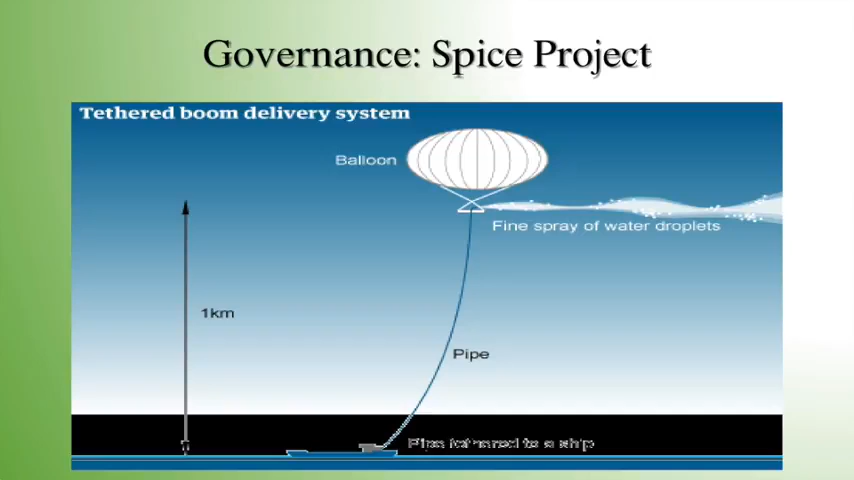 Governance: Spice Project
Tethered boom delivery system
Balloon
Fine spray of water droplets
1km
Pipe
Pipe tethered to a ship